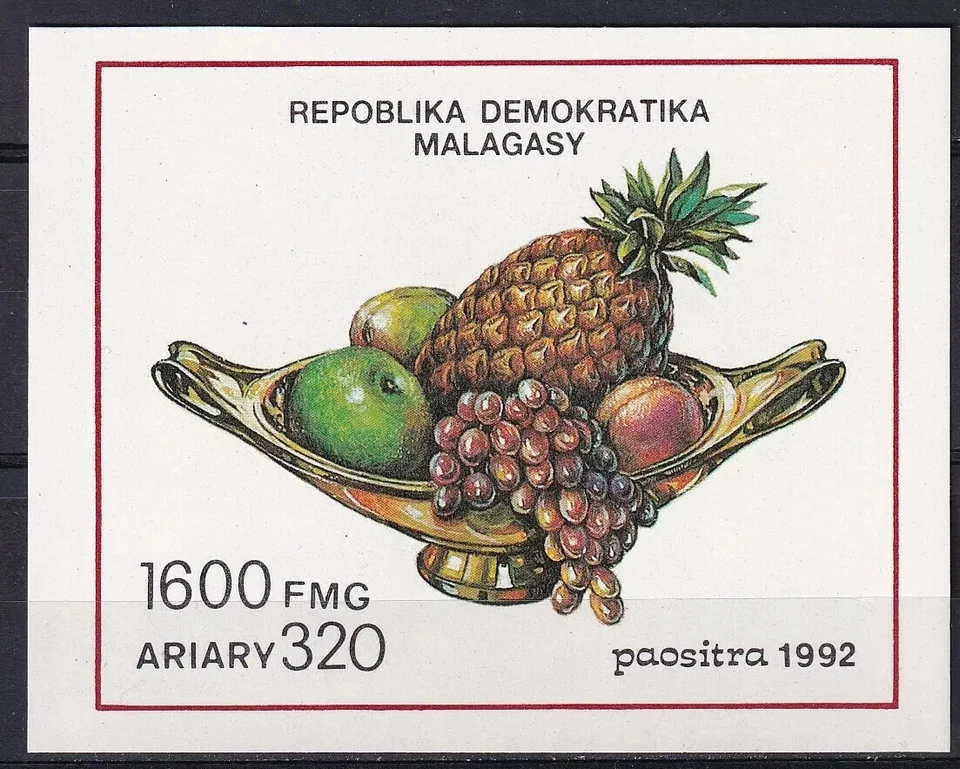 REPOBLIKA DEMOKRATIKA
MALAGASY
1600 FMG
ARIARY 320
paositra 1992